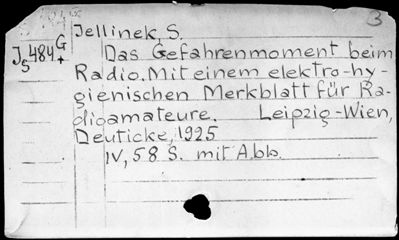 3
Jellinek, S.
J 484 G
S +
Das Gefahrenmoment beim
Radio. Mit einem elektro-hy-
gienischen Merkblatt für Ra-
dioamateure. Leipzig-Wien,
Deuticke, 1925
IV, 58 S. mit Abb.